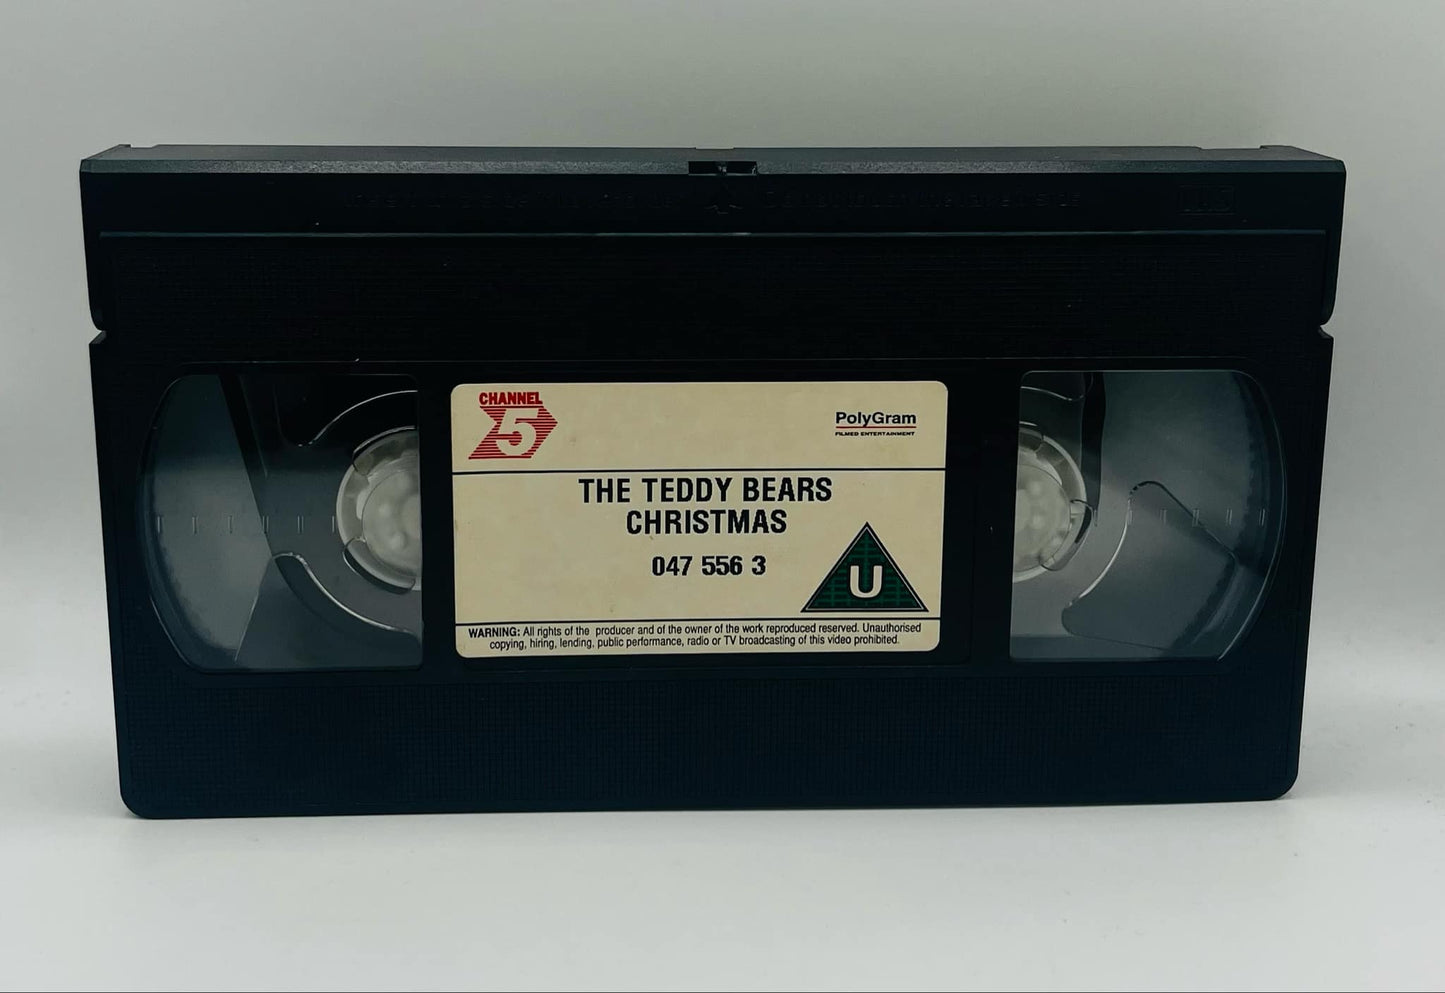 CHANNEL
5
PolyGram
FILMED ENTERTAINMENT
THE TEDDY BEARS
CHRISTMAS
047 556 3
U
WARNING: All rights of the producer and of the owner of the work reproduced reserved. Unauthorised
copying, hiring, lending, public performance, radio or TV broadcasting of this video prohibited.